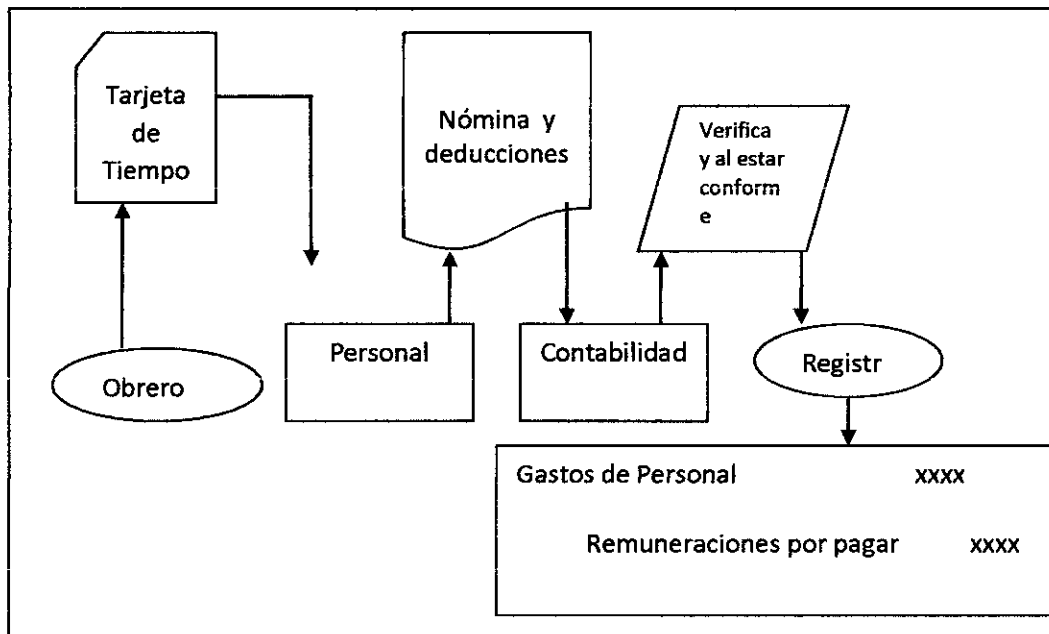 Tarjeta
de
Tiempo
Nómina y
deducciones
Verifica
y al estar
conform
e
Obrero
Personal
Contabilidad
Registr
Gastos de Personal xxxx
Remuneraciones por pagar xxxx